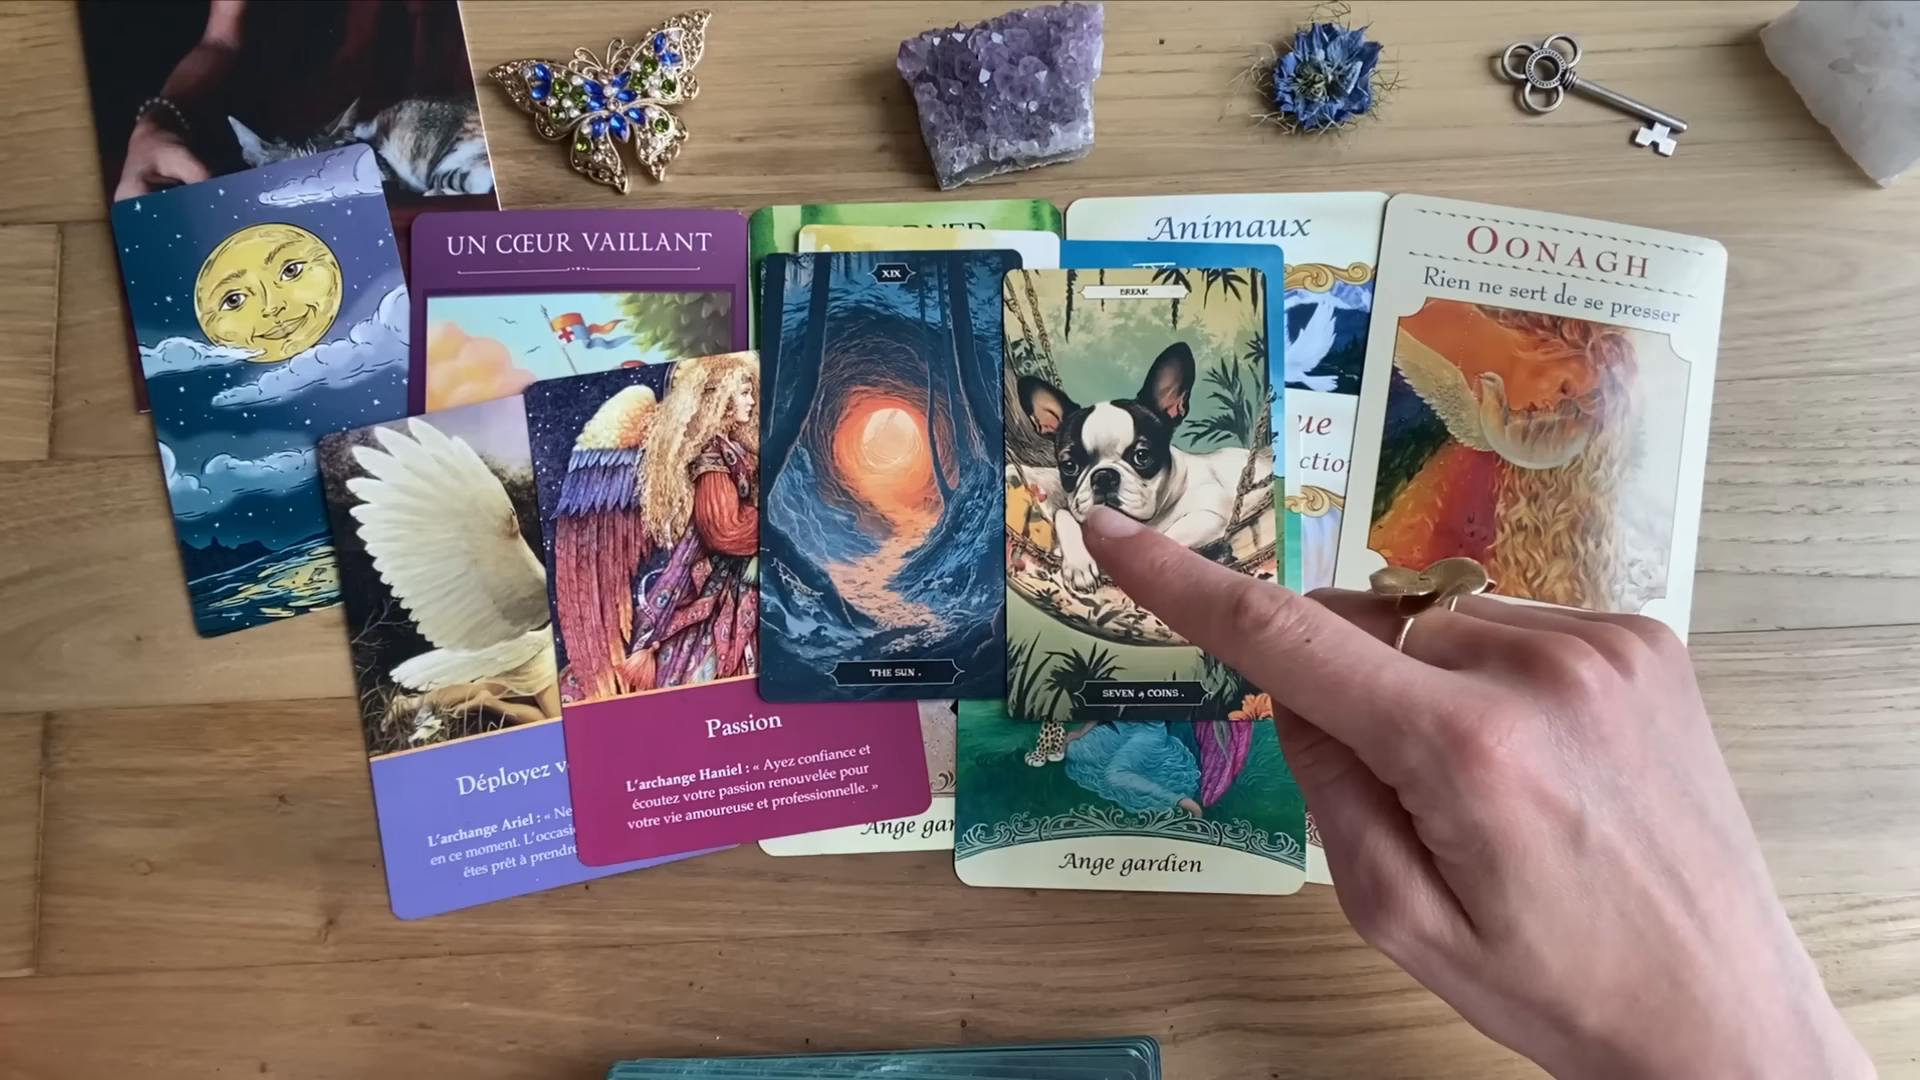 UN CŒUR VAILLANT
Animaux
OONAGH
Rien ne sert de se presser
XIX
BREAK
THE SUN .
SEVEN of COINS .
Déployez
L'archange Ariel : « Ne
en ce moment. L'occasi
êtes prêt à prendre
Passion
L'archange Haniel : « Ayez confiance et
écoutez votre passion renouvelée pour
votre vie amoureuse et professionnelle. »
Ange gar
Ange gardien